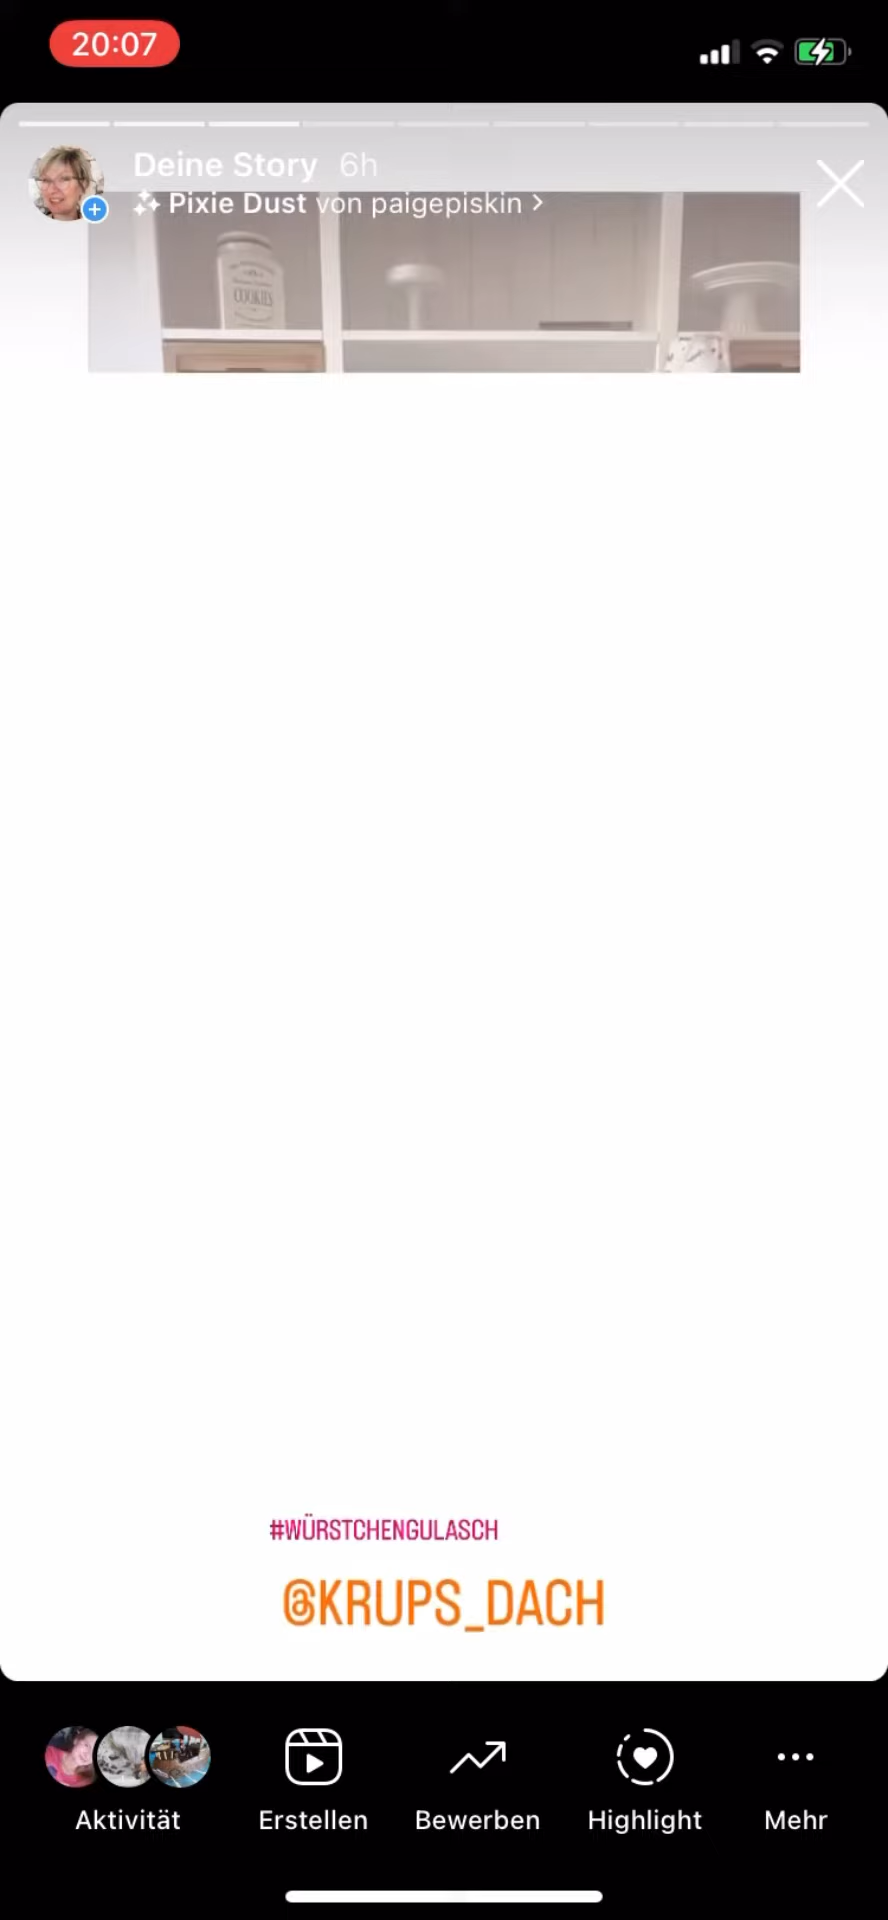 20:07
Deine Story 6h
Pixie Dust von paigepiskin >
COOKIES
#WÜRSTCHENGULASCH
@KRUPS_DACH
Aktivität Erstellen Bewerben Highlight Mehr